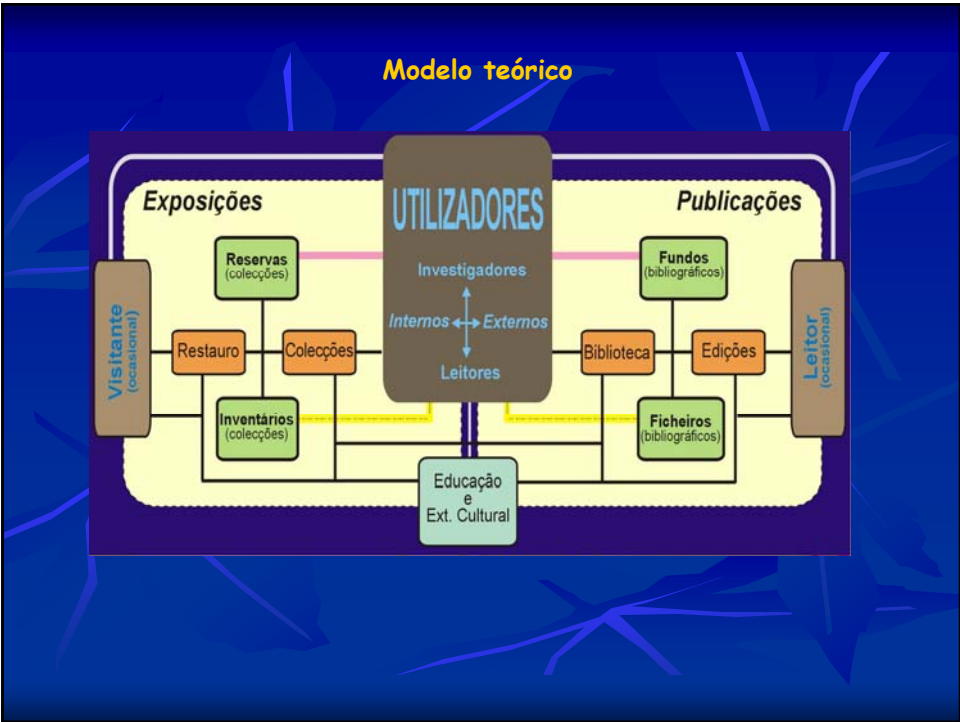 Modelo teórico
Exposições
UTILIZADORES
Publicações
Reservas
(colecções)
Fundos
(bibliográficos)
Investigadores
Internos Externos
Leitores
Visitante
(ocasional)
Restauro
Colecções
Biblioteca
Edições
Leitor
(ocasional)
Inventários
(colecções)
Ficheiros
(bibliográficos)
Educação
e
Ext. Cultural